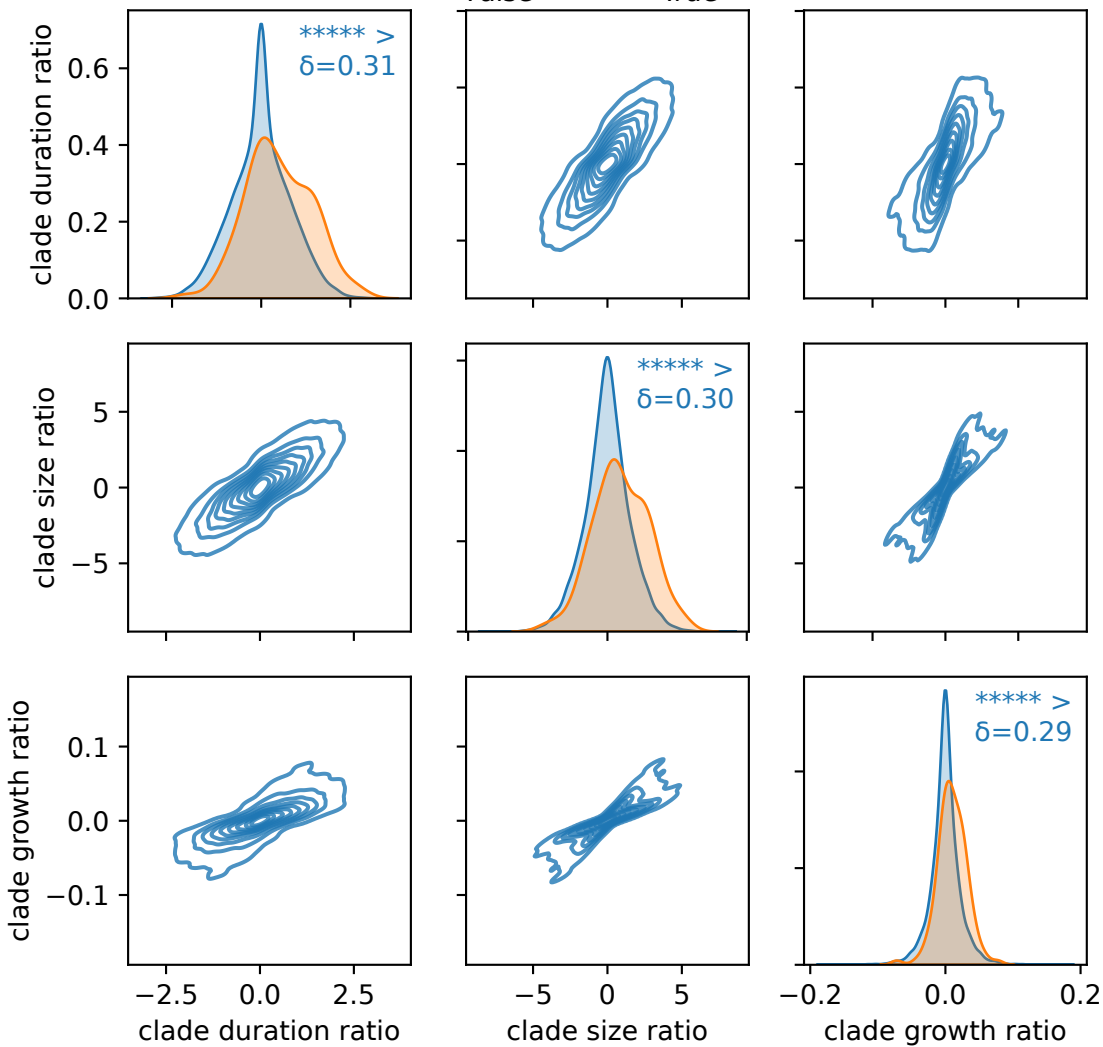 ***** >
δ=0.31
0.6
0.4
0.2
0.0
clade duration ratio
***** >
δ=0.30
5
0
−5
clade size ratio
***** >
δ=0.29
0.1
0.0
−0.1
clade growth ratio
−2.5 0.0 2.5
−5 0 5
−0.2 0.0 0.2
clade duration ratio
clade size ratio
clade growth ratio